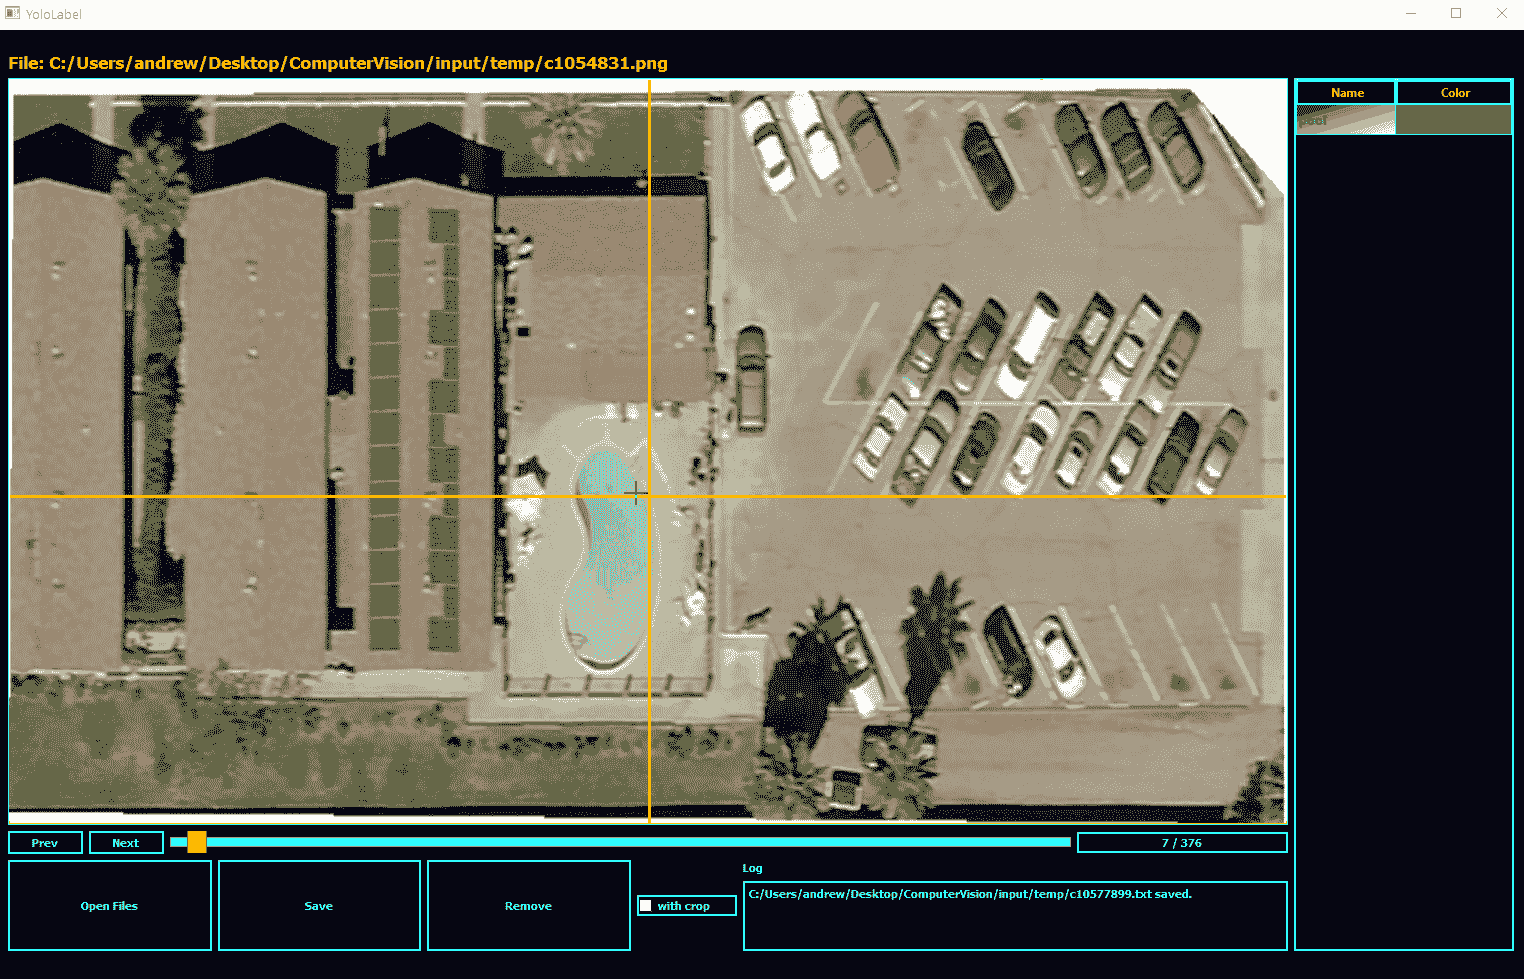 YoloLabel
File: C:/Users/andrew/Desktop/ComputerVision/input/temp/c1054831.png
Name Color
Prev Next 7 / 376
Open Files Save Remove with crop
Log
C:/Users/andrew/Desktop/ComputerVision/input/temp/c10577899.txt saved.